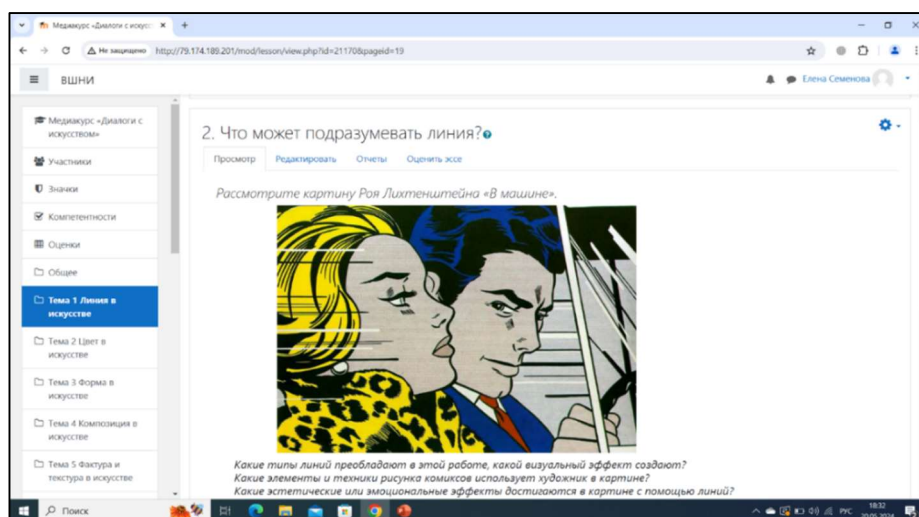 Медиакурс «Диалоги с искусс
Не защищено http://79.174.189.201/mod/lesson/view.php?id=21170&pageid=19
ВШНИ
Елена Семенова
Медиакурс «Диалоги с
искусством»
Участники
Значки
Компетентности
Оценки
Общее
Тема 1 Линия в
искусстве
Тема 2 Цвет в
искусстве
Тема 3 Форма в
искусстве
Тема 4 Композиция в
искусстве
Тема 5 Фактура и
текстура в искусстве
2. Что может подразумевать линия?
Просмотр Редактировать Отчеты Оценить эссе
Рассмотрите картину Роя Лихтенштейна «В машине».
Какие типы линий преобладают в этой работе, какой визуальный эффект создают?
Какие элементы и техники рисунка комиксов использует художник в картине?
Какие эстетические или эмоциональные эффекты достигаются в картине с помощью линий?
Поиск
РУС
18:32